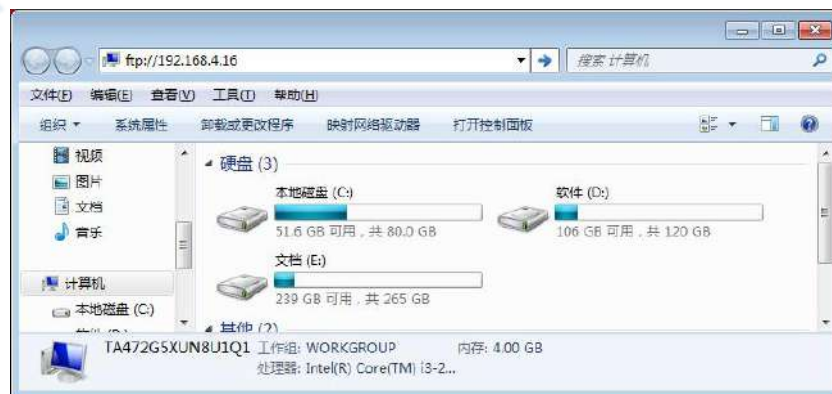 ftp://192.168.4.16
搜索 计算机
文件(F) 编辑(E) 查看(V) 工具(T) 帮助(H)
组织 系统属性 卸载或更改程序 映射网络驱动器 打开控制面板
视频
图片
文档
音乐
计算机
本地磁盘 (C:)
硬盘 (3)
本地磁盘 (C:)
51.6 GB 可用 , 共 80.0 GB
软件 (D:)
106 GB 可用 , 共 120 GB
文档 (E:)
239 GB 可用 , 共 265 GB
其他 (2)
TA472G5XUN8U1Q1 工作组: WORKGROUP 内存: 4.00 GB
处理器: Intel(R) Core(TM) i3-2...